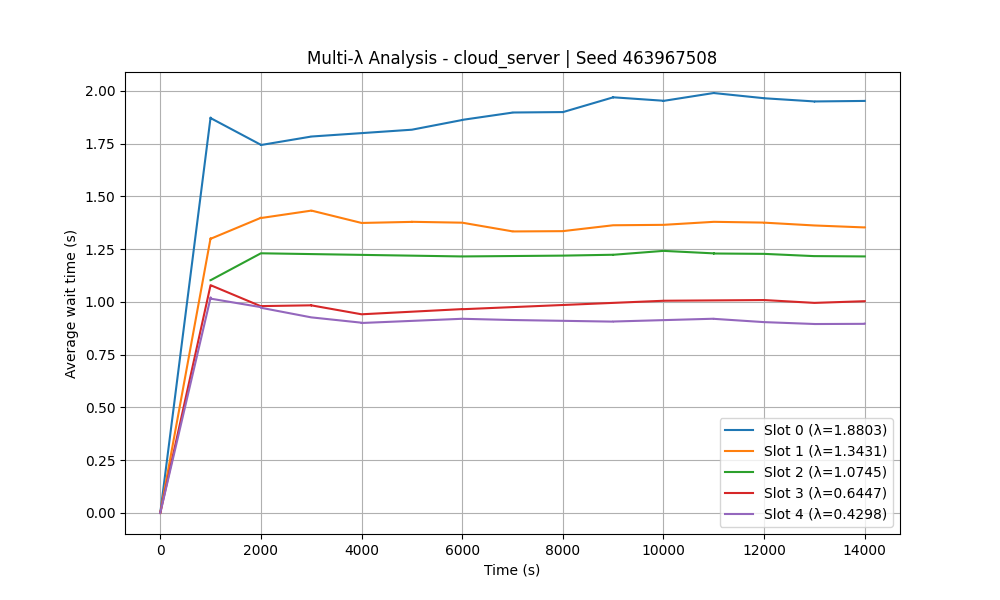 Multi-λ Analysis - cloud_server | Seed 463967508
Average wait time (s)
2.00
1.75
1.50
1.25
1.00
0.75
0.50
0.25
0.00
0 2000 4000 6000 8000 10000 12000 14000
Time (s)
Slot 0 (λ=1.8803)
Slot 1 (λ=1.3431)
Slot 2 (λ=1.0745)
Slot 3 (λ=0.6447)
Slot 4 (λ=0.4298)